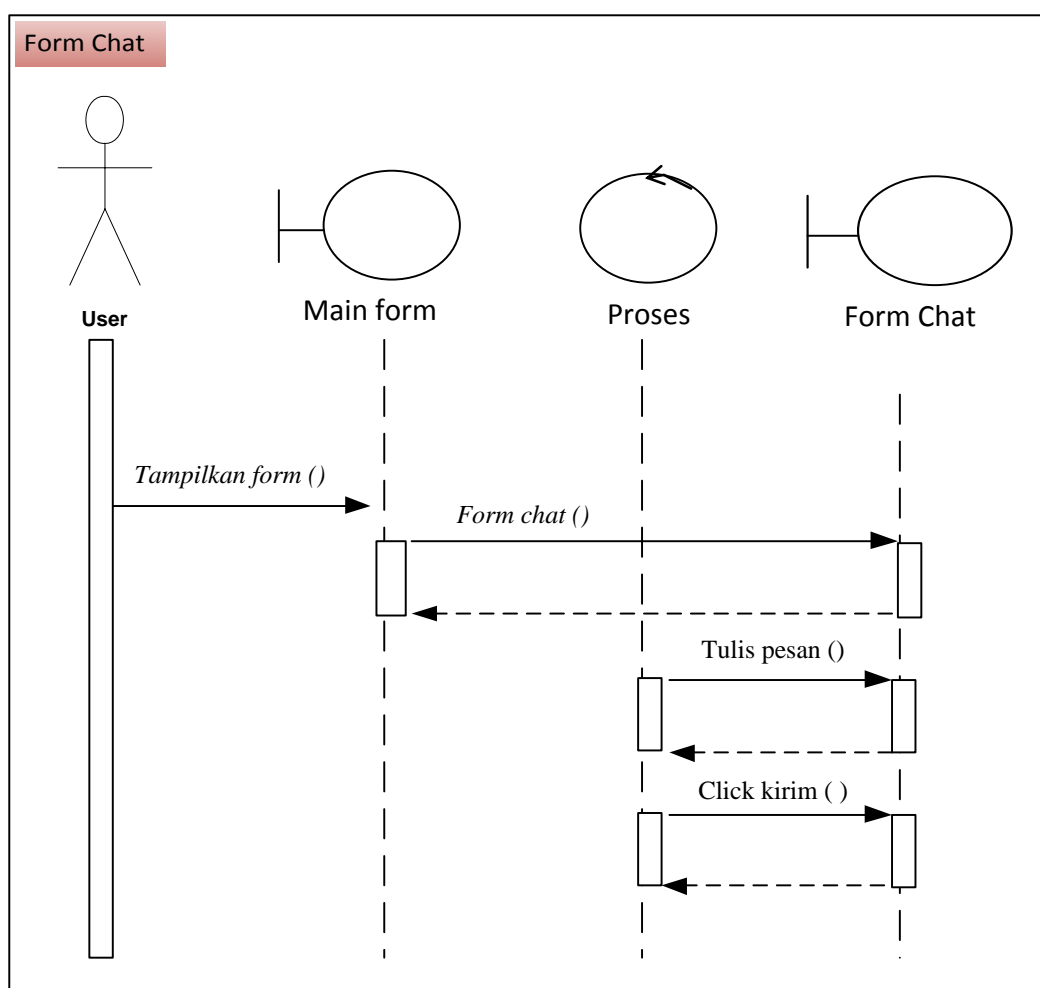 Form Chat
User
Main form
Proses
Form Chat
Tampilkan form ()
Form chat ()
Tulis pesan ()
Click kirim ( )